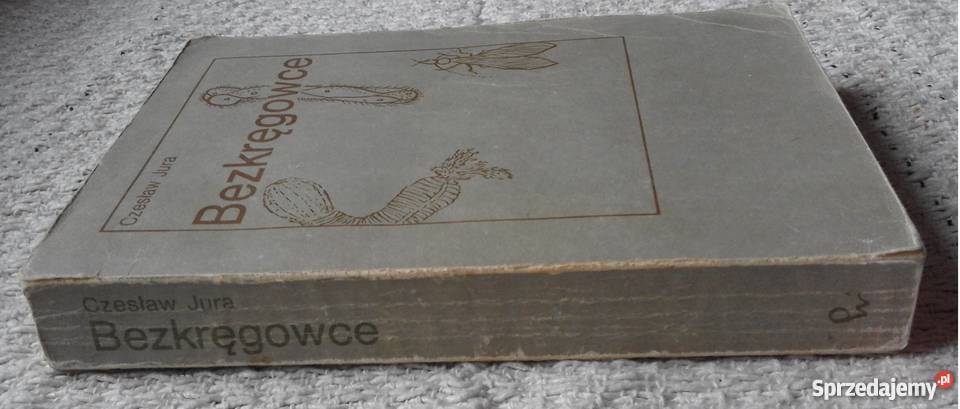 Czesław Jura
Bezkręgowce
Czesław Jura
Bezkręgowce
Sprzedajemy.pl